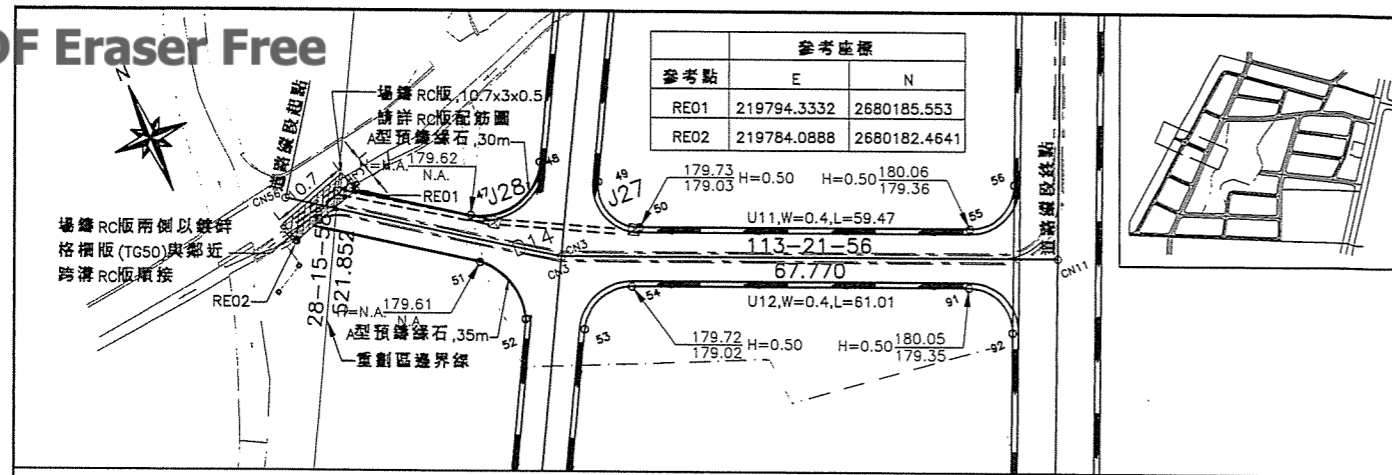 DF Eraser Free
N
道路縱段起點
場鑄RC版,10.7x3x0.5
請詳RC版配筋圖
A型預鑄緣石,30m
H=N.A. 179.62
N.A.
10.7
CN56
RE01
47
J28
48
49
J27
50
參考座標
參考點 E N
RE01 219794.3332 2680185.553
RE02 219784.0888 2680182.4641
179.73
179.03 H=0.50
H=0.50 180.06
179.36
56
55
道路縱段終點
U11,W=0.4,L=59.47
113-21-56
67.770
U12,W=0.4,L=61.01
CN3
CN3
CN11
場鑄RC版兩側以鍍鋅
格柵版(TG50)與鄰近
跨溝RC版順接
RE02
28-15-58
521.852
H=N.A. 179.61
N.A.
A型預鑄緣石,35m
重劃區邊界線
51
52
53
54
91
92
179.72
179.02 H=0.50
H=0.50 180.05
179.35